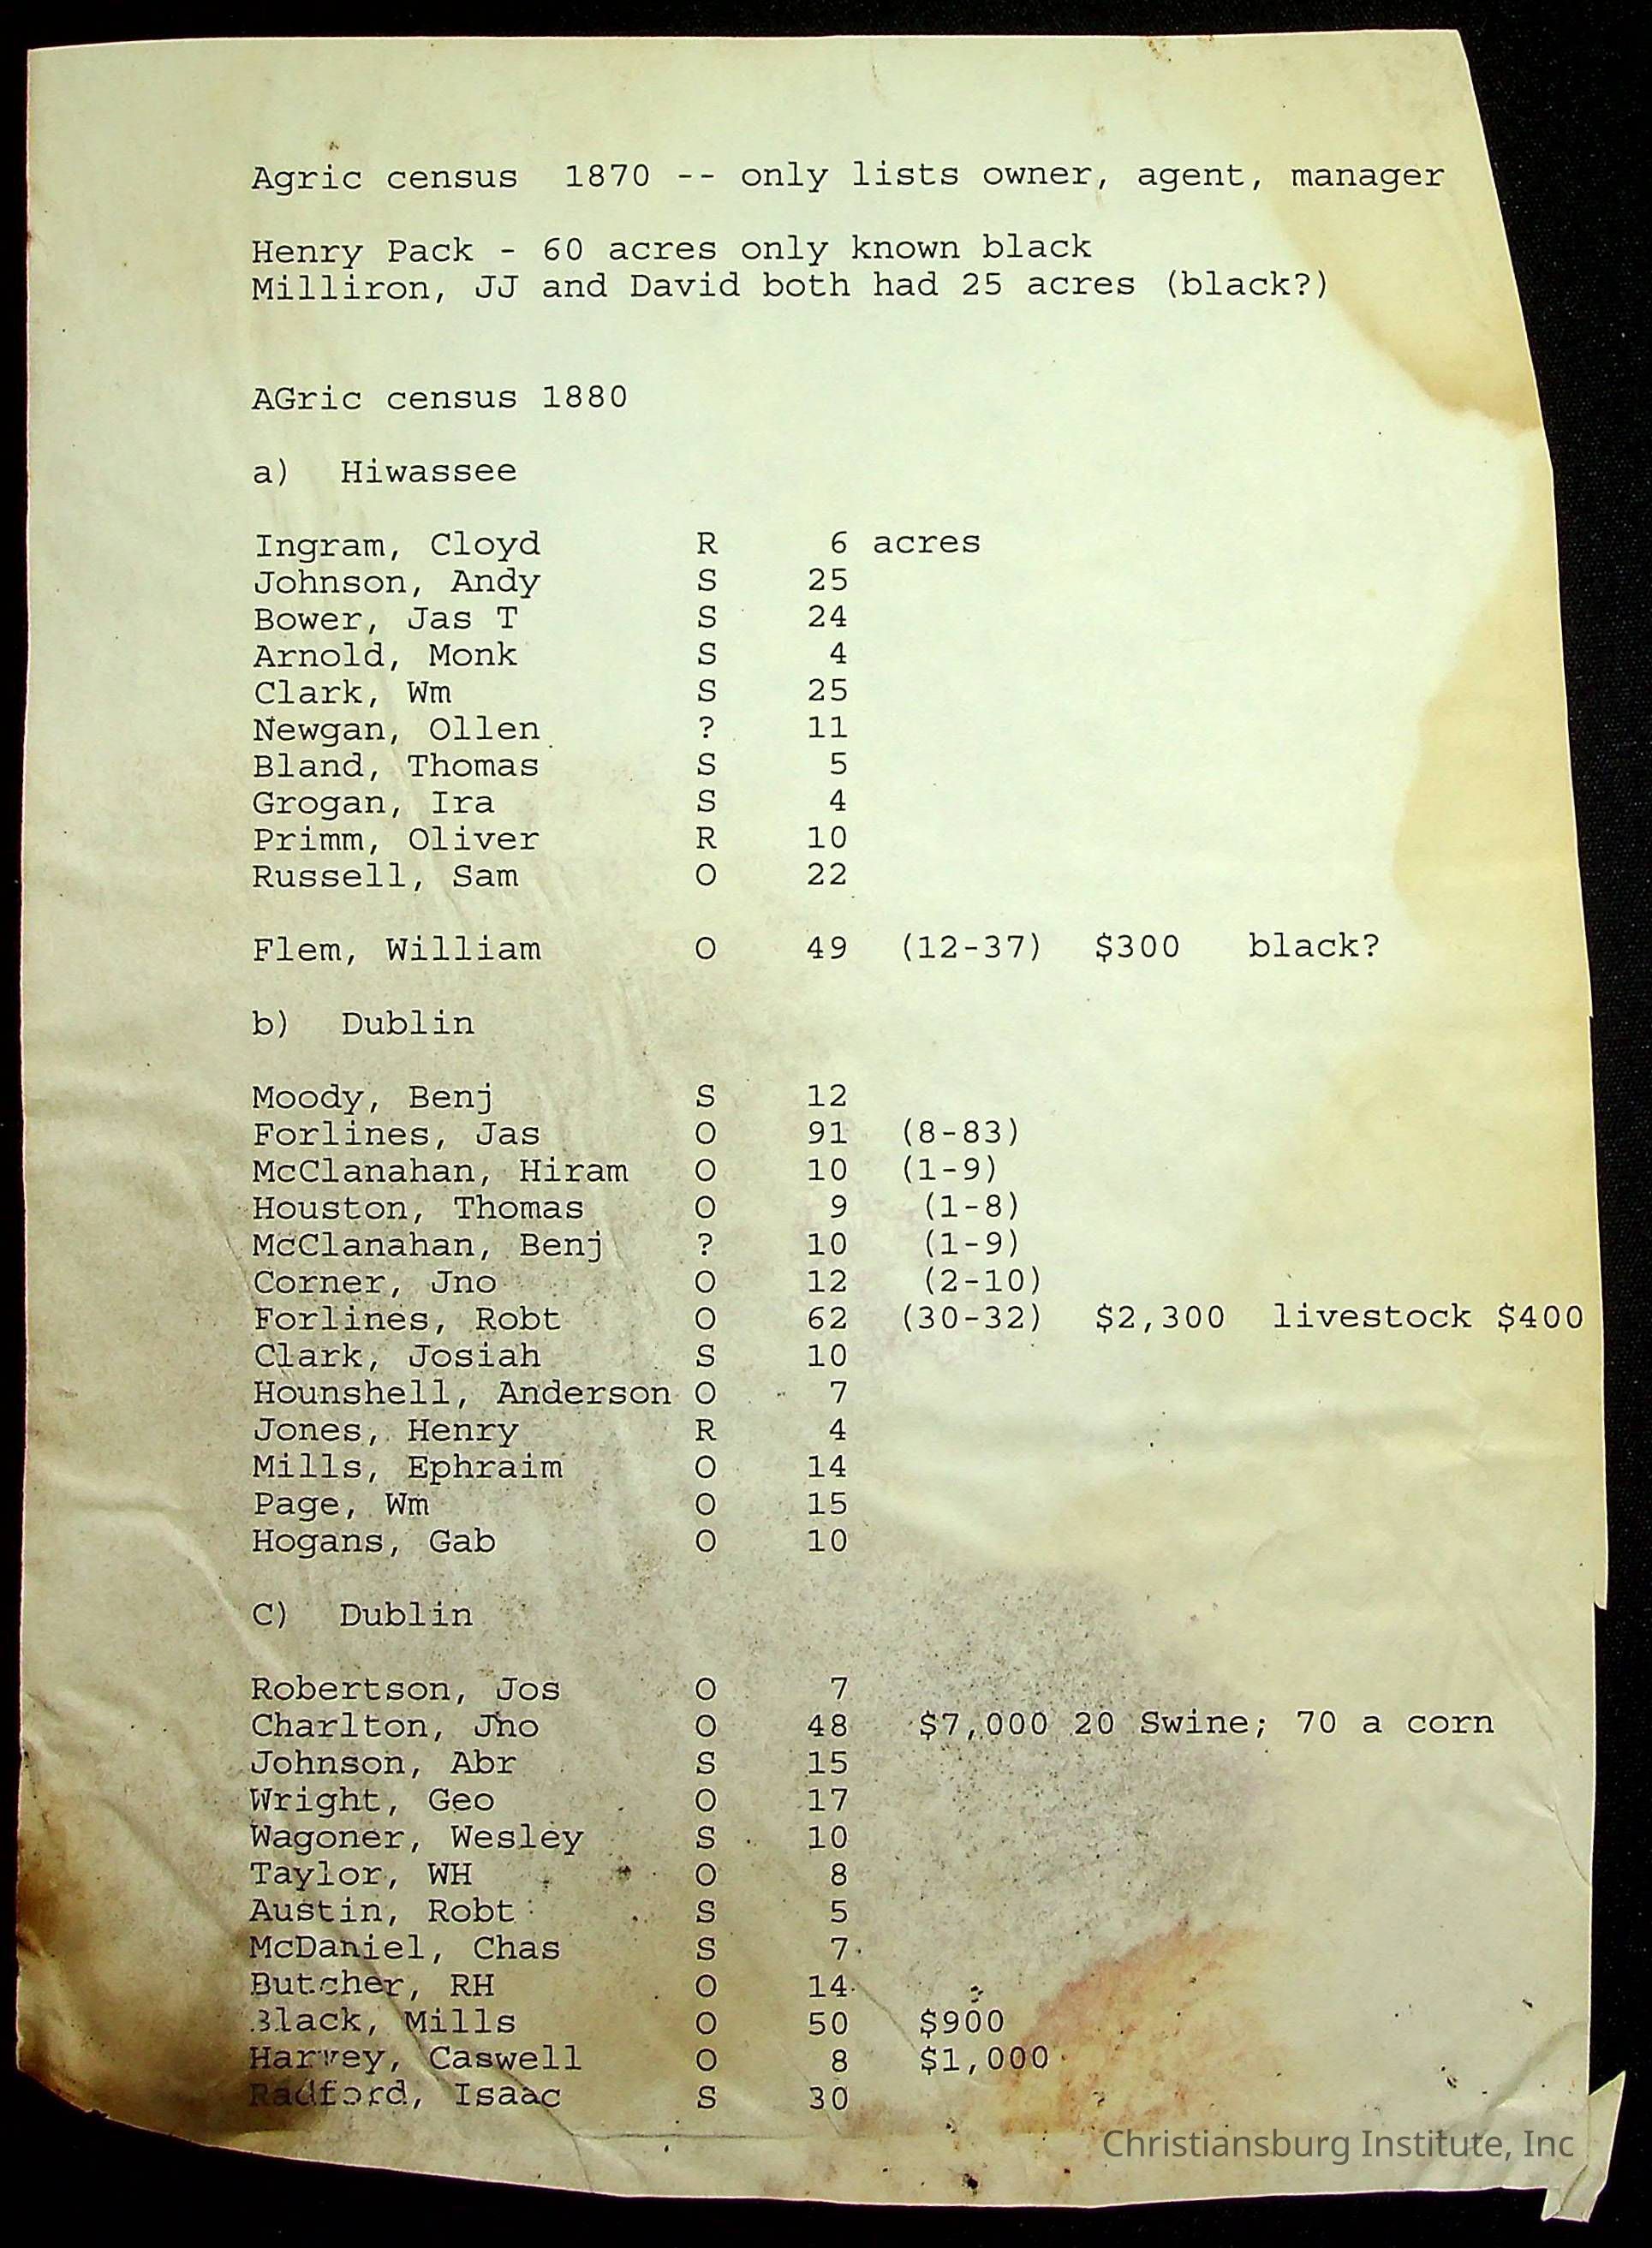 Agric census 1870 -- only lists owner, agent, manager
Henry Pack - 60 acres only known black
Milliron, JJ and David both had 25 acres (black?)
AGric census 1880
a) Hiwassee
Ingram, Cloyd R 6 acres
Johnson, Andy S 25
Bower, Jas T S 24
Arnold, Monk S 4
Clark, Wm S 25
Newgan, Ollen ? 11
Bland, Thomas S 5
Grogan, Ira S 4
Primm, Oliver R 10
Russell, Sam O 22
Flem, William O 49 (12-37) $300 black?
b) Dublin
Moody, Benj S 12
Forlines, Jas O 91 (8-83)
McClanahan, Hiram O 10 (1-9)
Houston, Thomas O 9 (1-8)
McClanahan, Benj ? 10 (1-9)
Corner, Jno O 12 (2-10)
Forlines, Robt O 62 (30-32) $2,300 livestock $400
Clark, Josiah S 10
Hounshell, Anderson O 7
Jones, Henry R 4
Mills, Ephraim O 14
Page, Wm O 15
Hogans, Gab O 10
C) Dublin
Robertson, Jos O 7
Charlton, Jno O 48 $7,000 20 Swine; 70 a corn
Johnson, Abr S 15
Wright, Geo O 17
Wagoner, Wesley S 10
Taylor, WH O 8
Austin, Robt S 5
McDaniel, Chas S 7
Butcher, RH O 14
Black, Mills O 50 $900
Harvey, Caswell O 8 $1,000
Radford, Isaac S 30
Christiansburg Institute, Inc